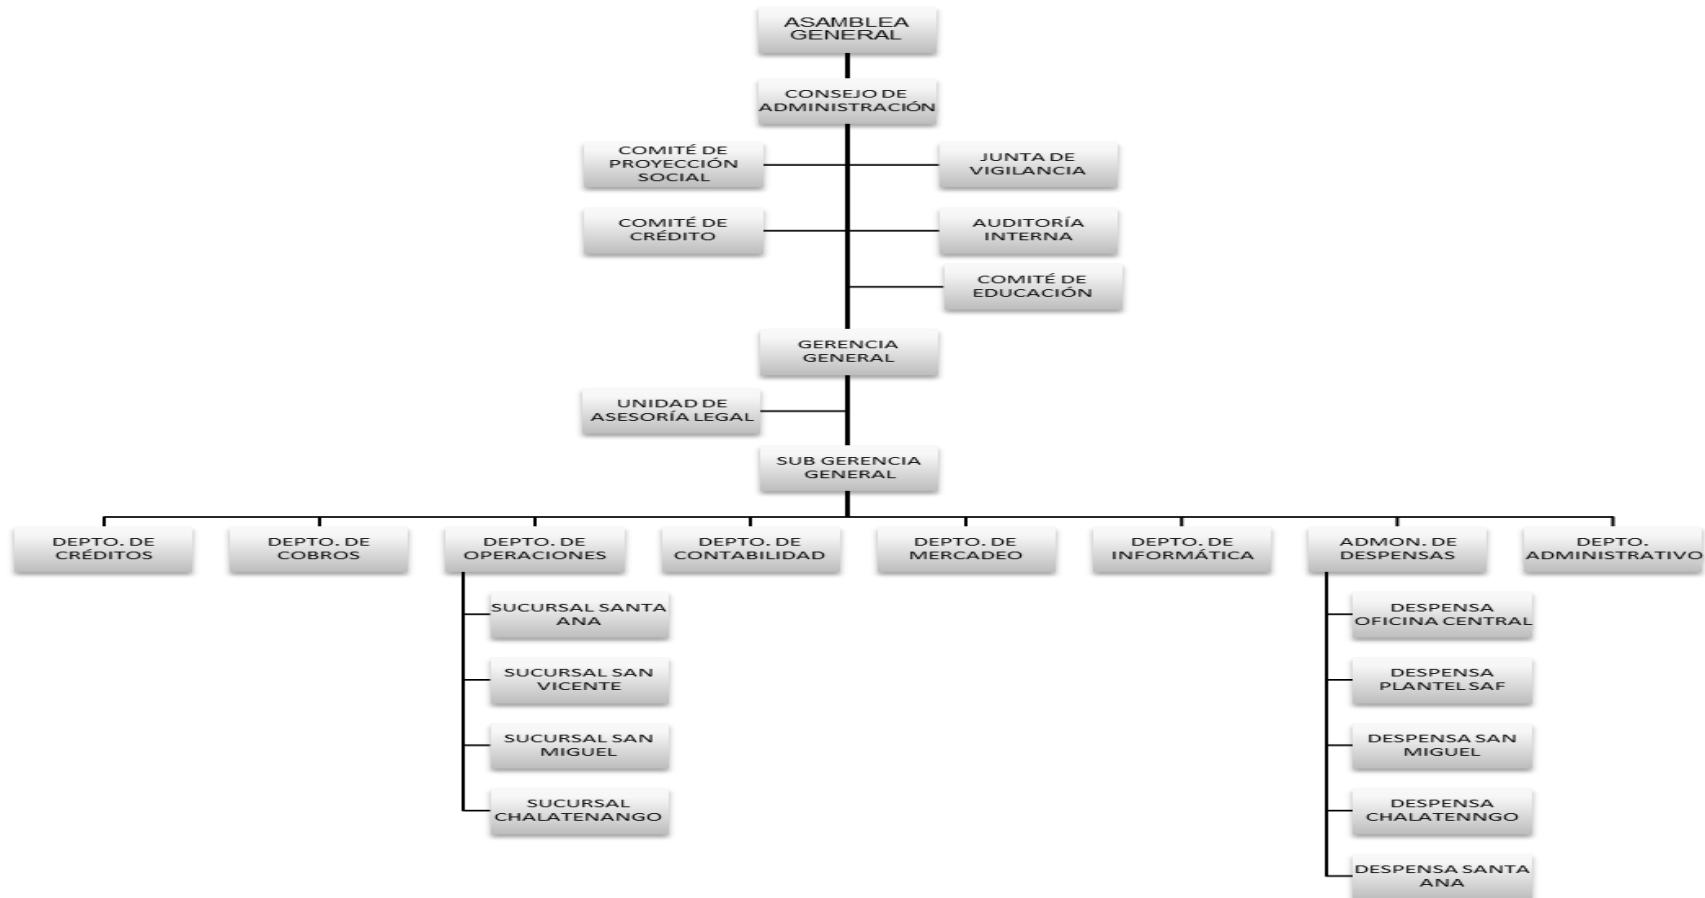 ASAMBLEA
GENERAL
CONSEJO DE
ADMINISTRACIÓN
COMITÉ DE
PROYECCIÓN
SOCIAL
JUNTA DE
VIGILANCIA
COMITÉ DE
CRÉDITO
AUDITORÍA
INTERNA
COMITÉ DE
EDUCACIÓN
GERENCIA
GENERAL
UNIDAD DE
ASESORÍA LEGAL
SUB GERENCIA
GENERAL
DEPTO. DE
CRÉDITOS
DEPTO. DE
COBROS
DEPTO. DE
OPERACIONES
DEPTO. DE
CONTABILIDAD
DEPTO. DE
MERCADEO
DEPTO. DE
INFORMÁTICA
ADMON. DE
DESPENSAS
DEPTO.
ADMINISTRATIVO
SUCURSAL SANTA
ANA
SUCURSAL SAN
VICENTE
SUCURSAL SAN
MIGUEL
SUCURSAL
CHALATENANGO
DESPENSA
OFICINA CENTRAL
DESPENSA
PLANTEL SAF
DESPENSA SAN
MIGUEL
DESPENSA
CHALATENNGO
DESPENSA SANTA
ANA